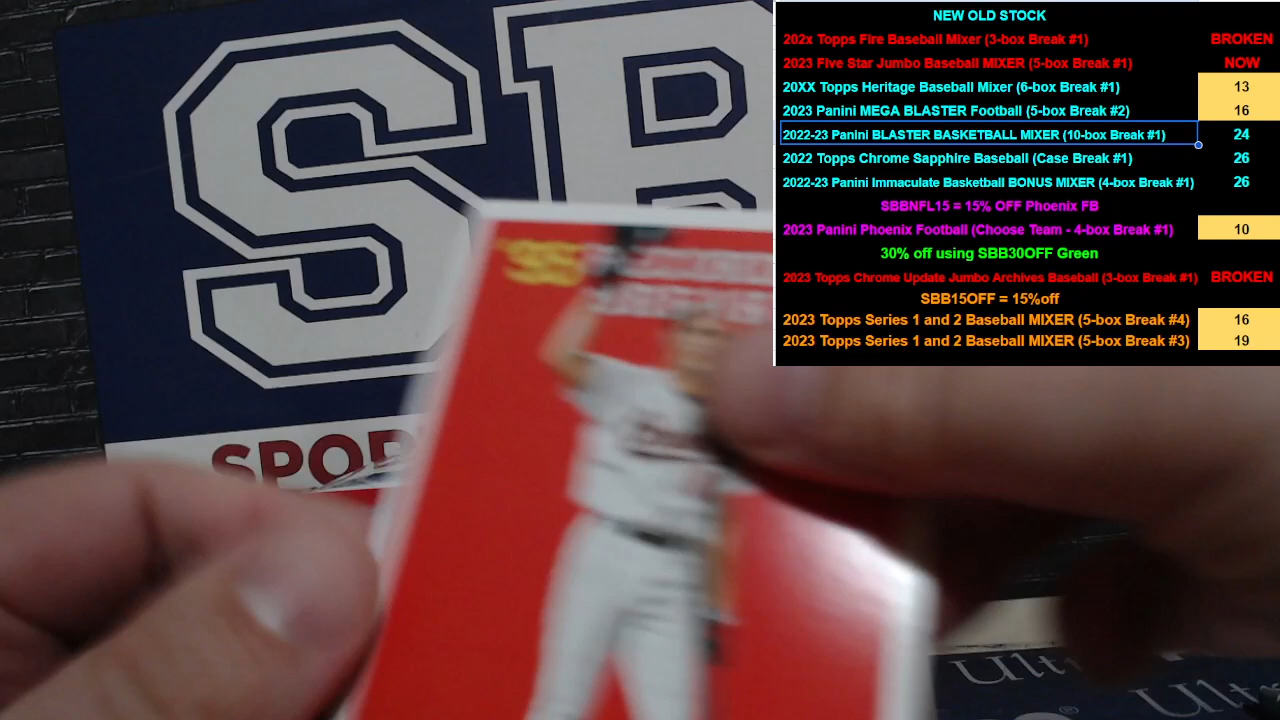 NEW OLD STOCK
202x Topps Fire Baseball Mixer (3-box Break #1) BROKEN
2023 Five Star Jumbo Baseball MIXER (5-box Break #1) NOW
20XX Topps Heritage Baseball Mixer (6-box Break #1) 13
2023 Panini MEGA BLASTER Football (5-box Break #2) 16
2022-23 Panini BLASTER BASKETBALL MIXER (10-box Break #1) 24
2022 Topps Chrome Sapphire Baseball (Case Break #1) 26
2022-23 Panini Immaculate Basketball BONUS MIXER (4-box Break #1) 26
SBBNFL15 = 15% OFF Phoenix FB
2023 Panini Phoenix Football (Choose Team - 4-box Break #1) 10
30% off using SBB30OFF Green
2023 Topps Chrome Update Jumbo Archives Baseball (3-box Break #1) BROKEN
SBB15OFF = 15%off
2023 Topps Series 1 and 2 Baseball MIXER (5-box Break #4) 16
2023 Topps Series 1 and 2 Baseball MIXER (5-box Break #3) 19
SB
SPOR
'95 RECORD